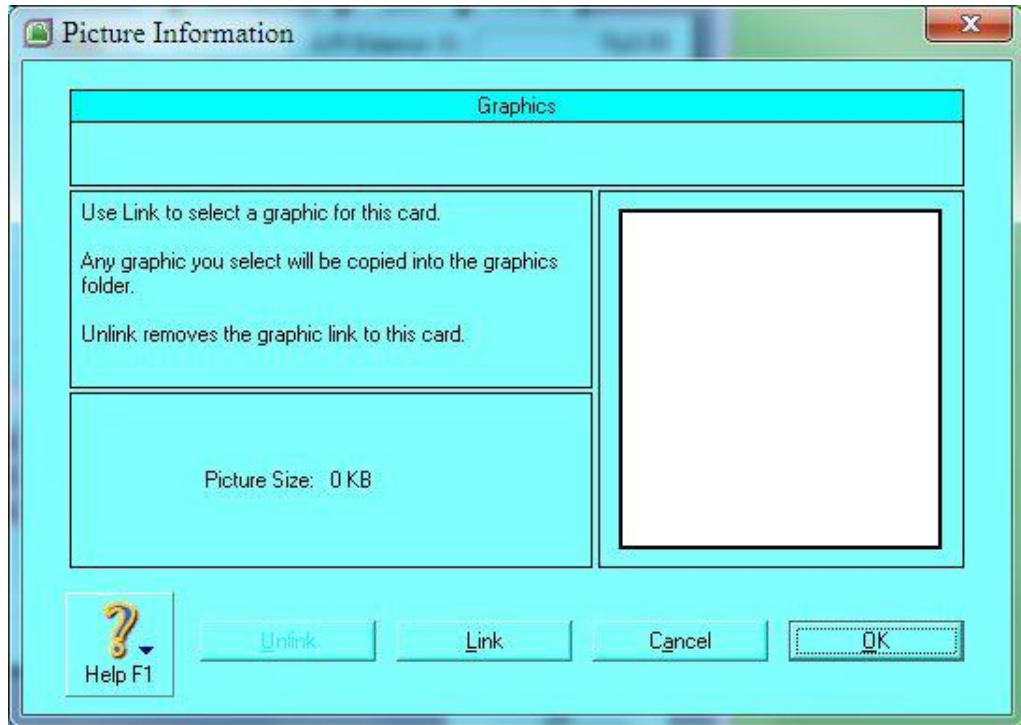 Picture Information
X
Graphics
Use Link to select a graphic for this card.
Any graphic you select will be copied into the graphics
folder.
Unlink removes the graphic link to this card.
Picture Size: 0 KB
Help F1
Unlink
Link
Cancel
OK